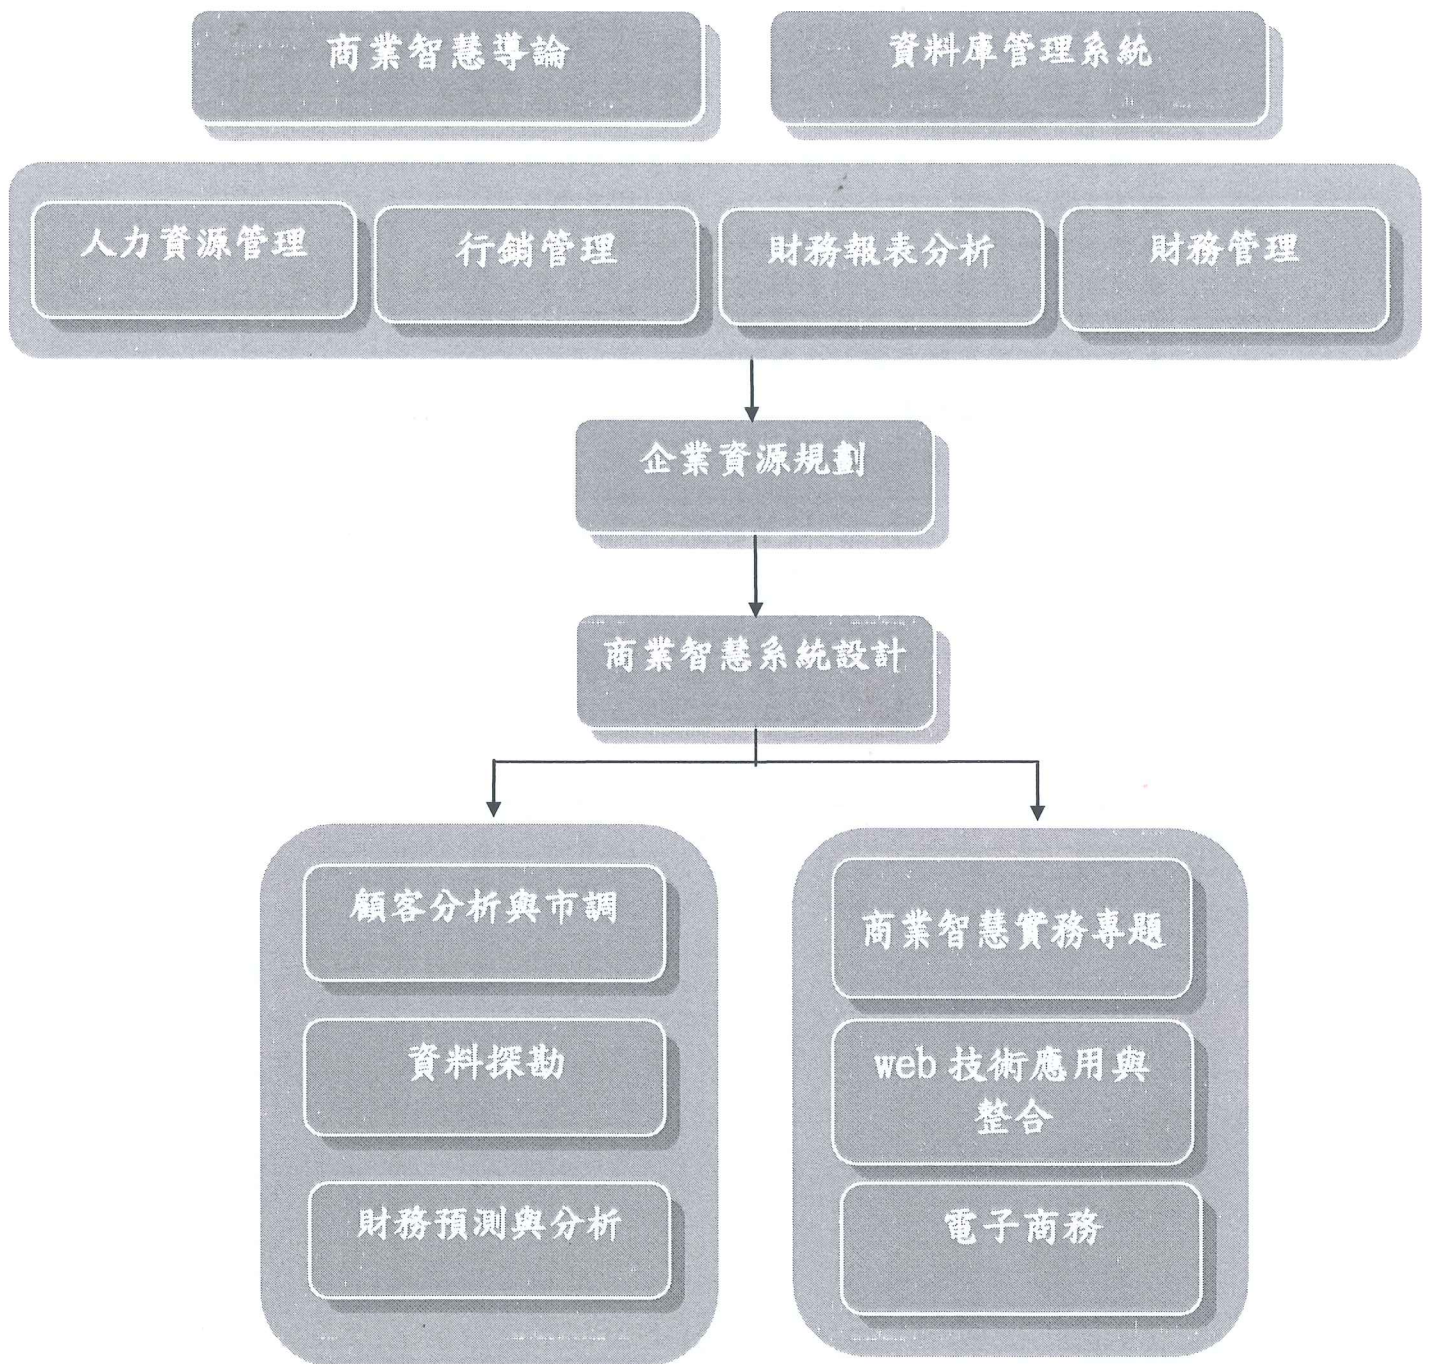 商業智慧導論
資料庫管理系統
人力資源管理
行銷管理
財務報表分析
財務管理
企業資源規劃
商業智慧系統設計
顧客分析與市調
資料探勘
財務預測與分析
商業智慧實務專題
web 技術應用與
整合
電子商務